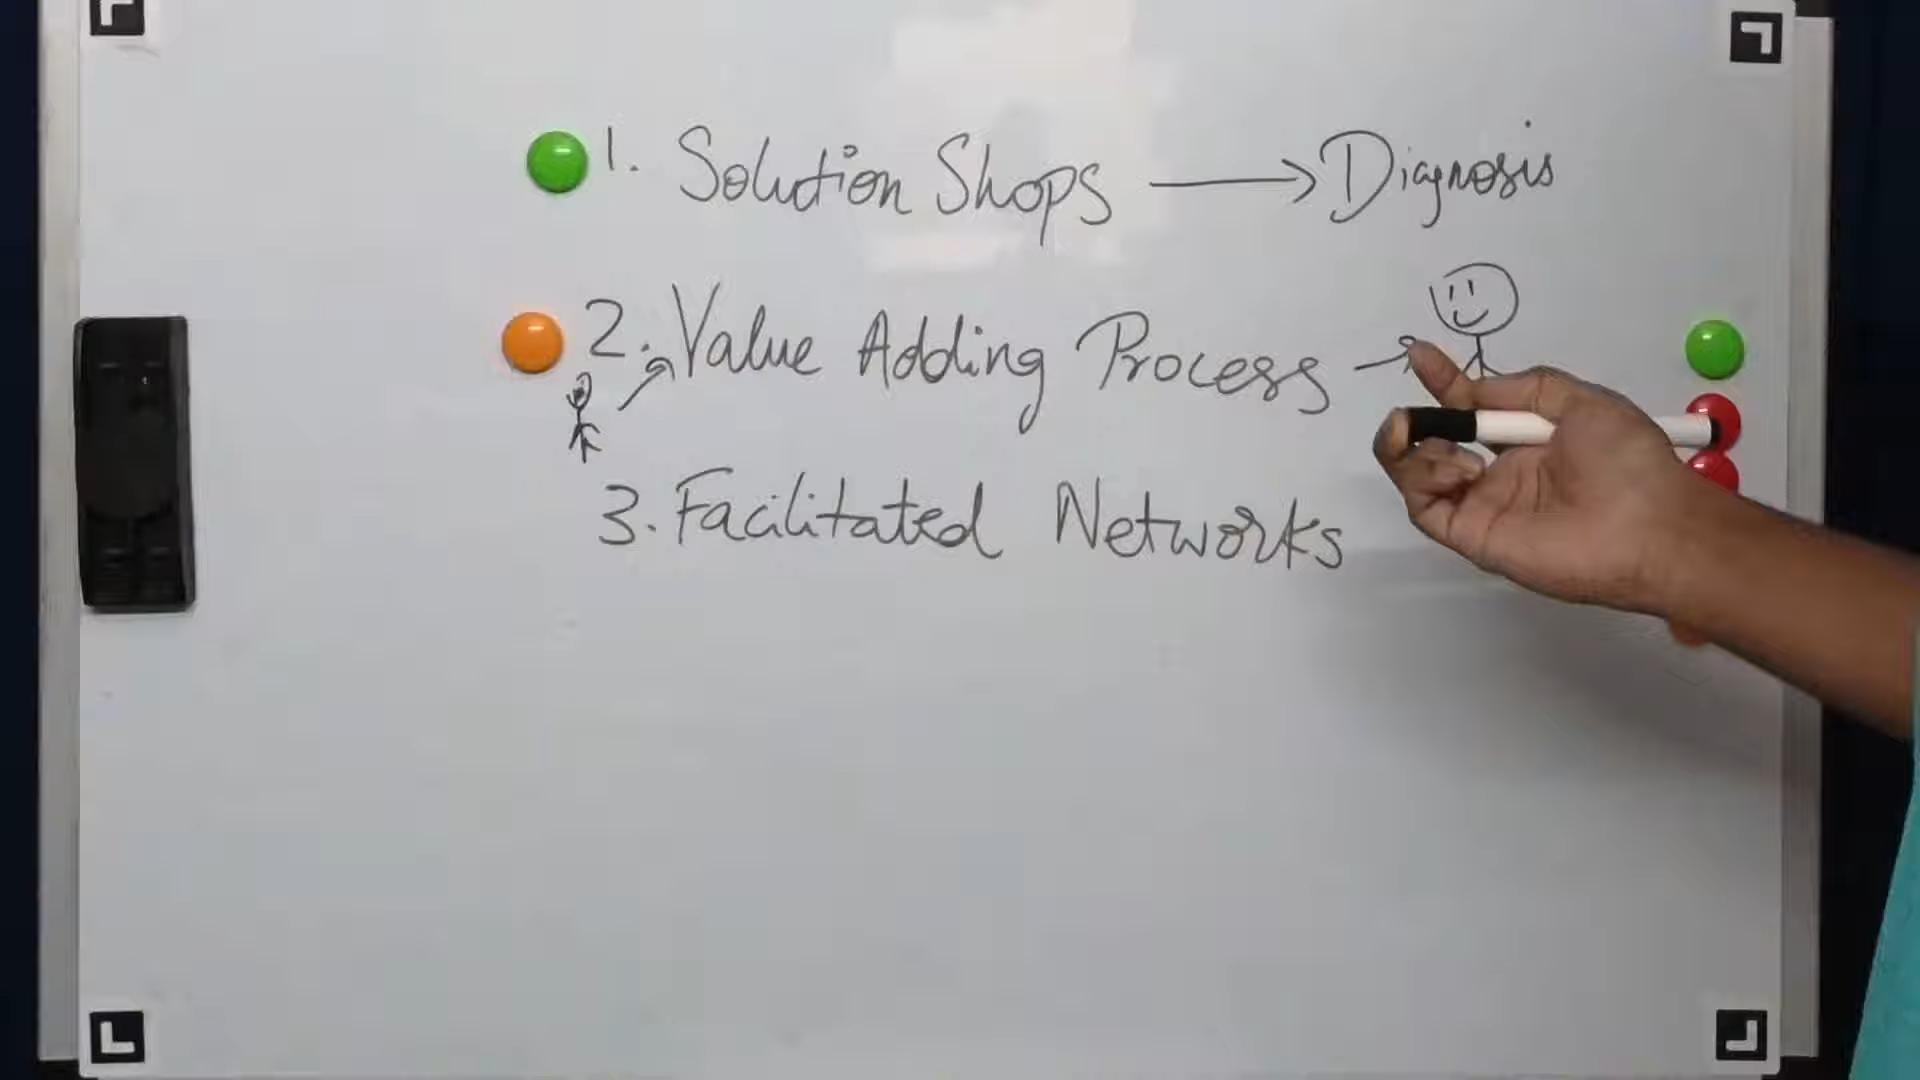 1. Solution Shops → Diagnosis
2. Value Adding Process →
3. Facilitated Networks